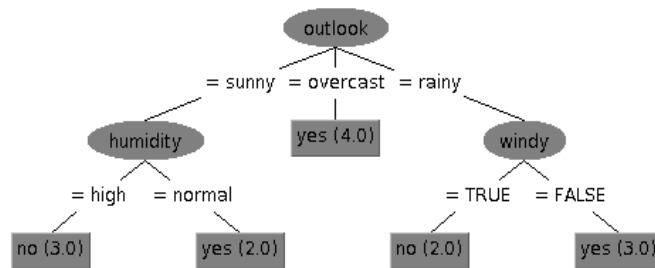 outlook
= sunny = overcast = rainy
humidity yes (4.0) windy
= high = normal = TRUE = FALSE
no (3.0) yes (2.0) no (2.0) yes (3.0)